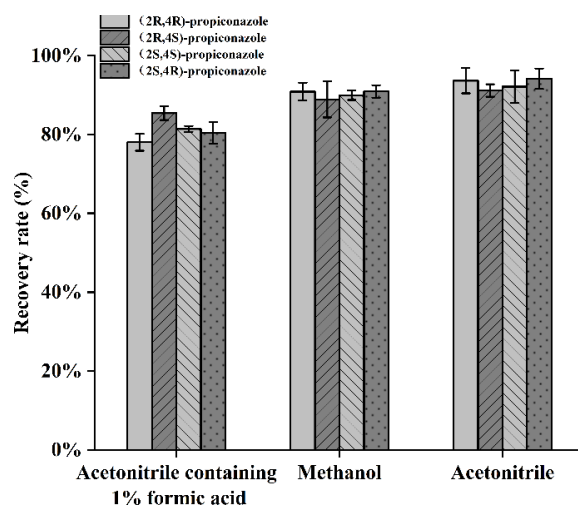 （2R,4R)-propiconazole
（2R,4S)-propiconazole
（2S,4S)-propiconazole
（2S,4R)-propiconazole
100%
80%
60%
40%
20%
0%
Recovery rate (%)
Acetonitrile containing
1% formic acid
Methanol
Acetonitrile